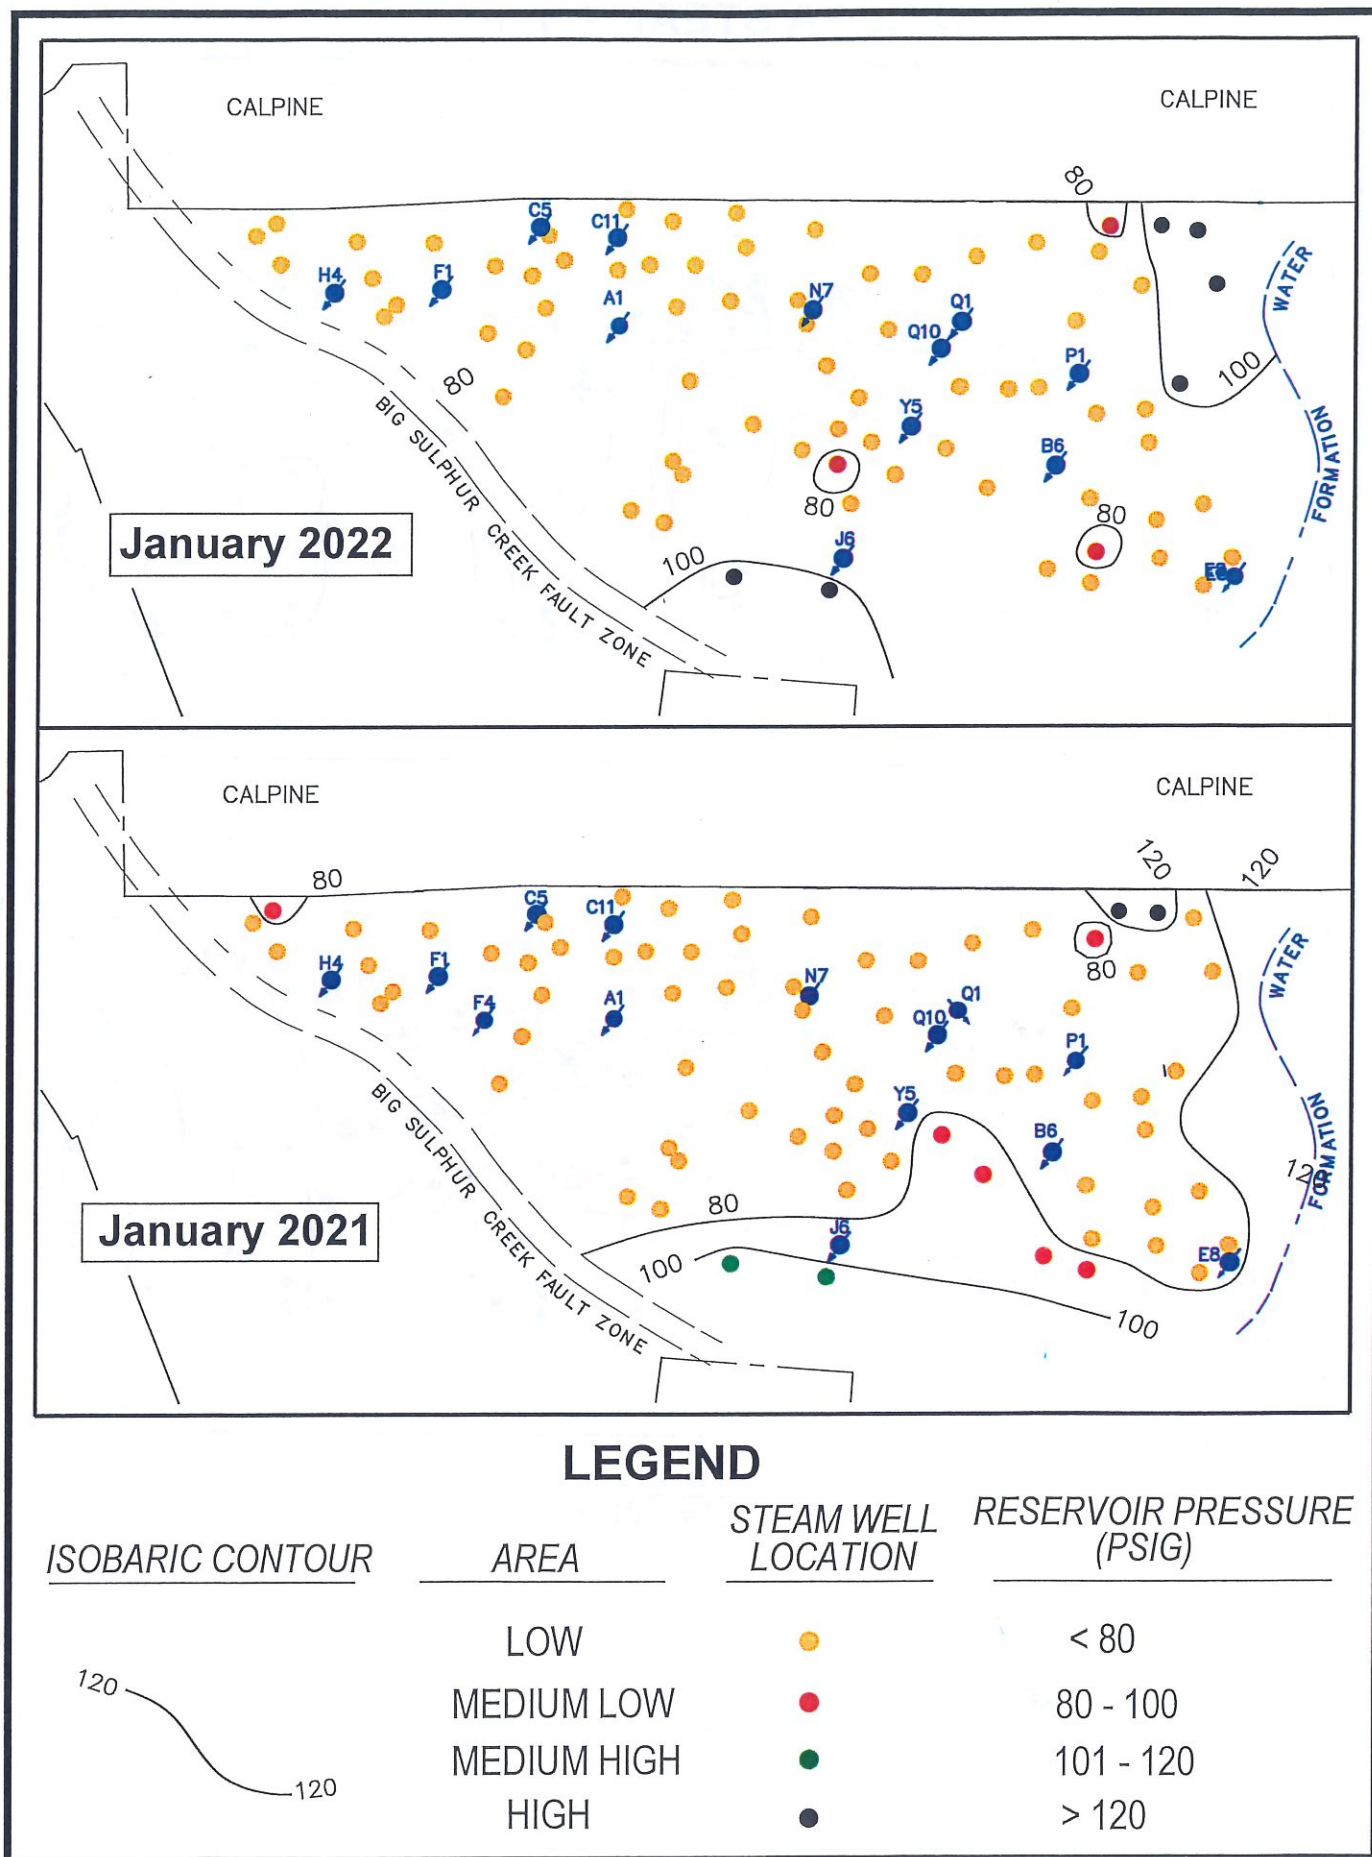 CALPINE
CALPINE
80
C5
C11
H4
F1
A1
N7
Q1
Q10
P1
WATER
100
80
BIG SULPHUR CREEK FAULT ZONE
Y5
B6
FORMATION
80
80
January 2022
J6
100
CALPINE
CALPINE
80
120
120
C5
C11
H4
F1
F4
A1
N7
Q1
Q10
80
WATER
P1
BIG SULPHUR CREEK FAULT ZONE
Y5
B6
FORMATION
January 2021
80
J6
E8
100
100
LEGEND
ISOBARIC CONTOUR
AREA
STEAM WELL
LOCATION
RESERVOIR PRESSURE
(PSIG)
LOW
< 80
MEDIUM LOW
80 - 100
MEDIUM HIGH
101 - 120
HIGH
> 120
120
120